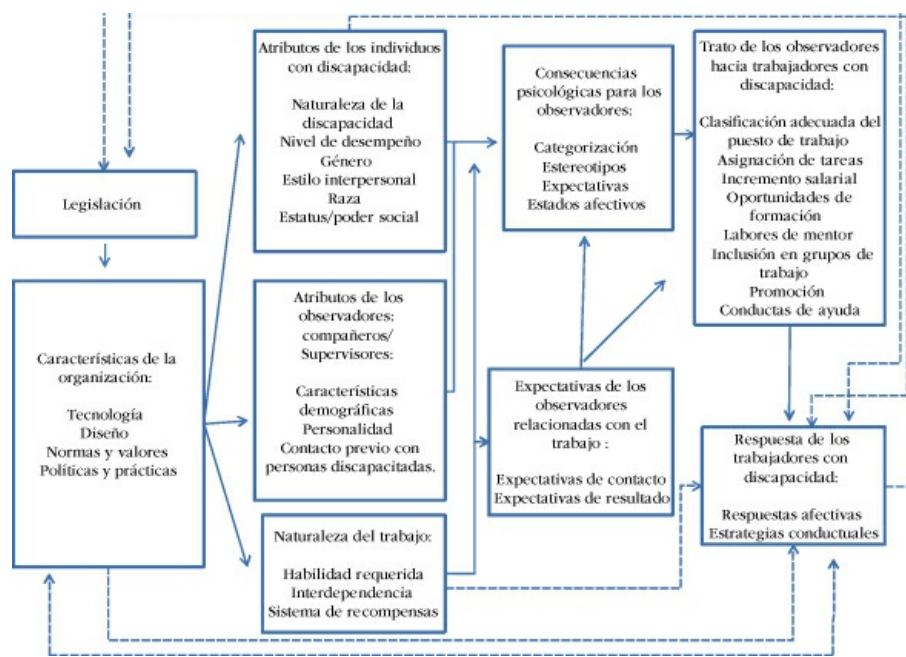 Legislación
Características de la
organización:
Tecnología
Diseño
Normas y valores
Políticas y prácticas
Atributos de los individuos
con discapacidad:
Naturaleza de la
discapacidad
Nivel de desempeño
Género
Estilo interpersonal
Raza
Estatus/poder social
Atributos de los
observadores:
compañeros/
Supervisores:
Características
demográficas
Personalidad
Contacto previo con
personas discapacitadas.
Naturaleza del trabajo:
Habilidad requerida
Interdependencia
Sistema de recompensas
Consecuencias
psicológicas para los
observadores:
Categorización
Estereotipos
Expectativas
Estados afectivos
Expectativas de los
observadores
relacionadas con el
trabajo :
Expectativas de contacto
Expectativas de resultado
Trato de los observadores
hacia trabajadores con
discapacidad:
Clasificación adecuada del
puesto de trabajo
Asignación de tareas
Incremento salarial
Oportunidades de
formación
Labores de mentor
Inclusión en grupos de
trabajo
Promoción
Conductas de ayuda
Respuesta de los
trabajadores con
discapacidad:
Respuestas afectivas
Estrategias conductuales